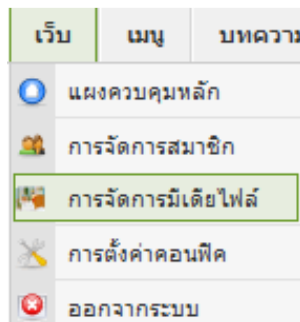 เว็บ เมนู บทความ
แผงควบคุมหลัก
การจัดการสมาชิก
การจัดการมีเดียไฟล์
การตั้งค่าคอนฟิค
ออกจากระบบ